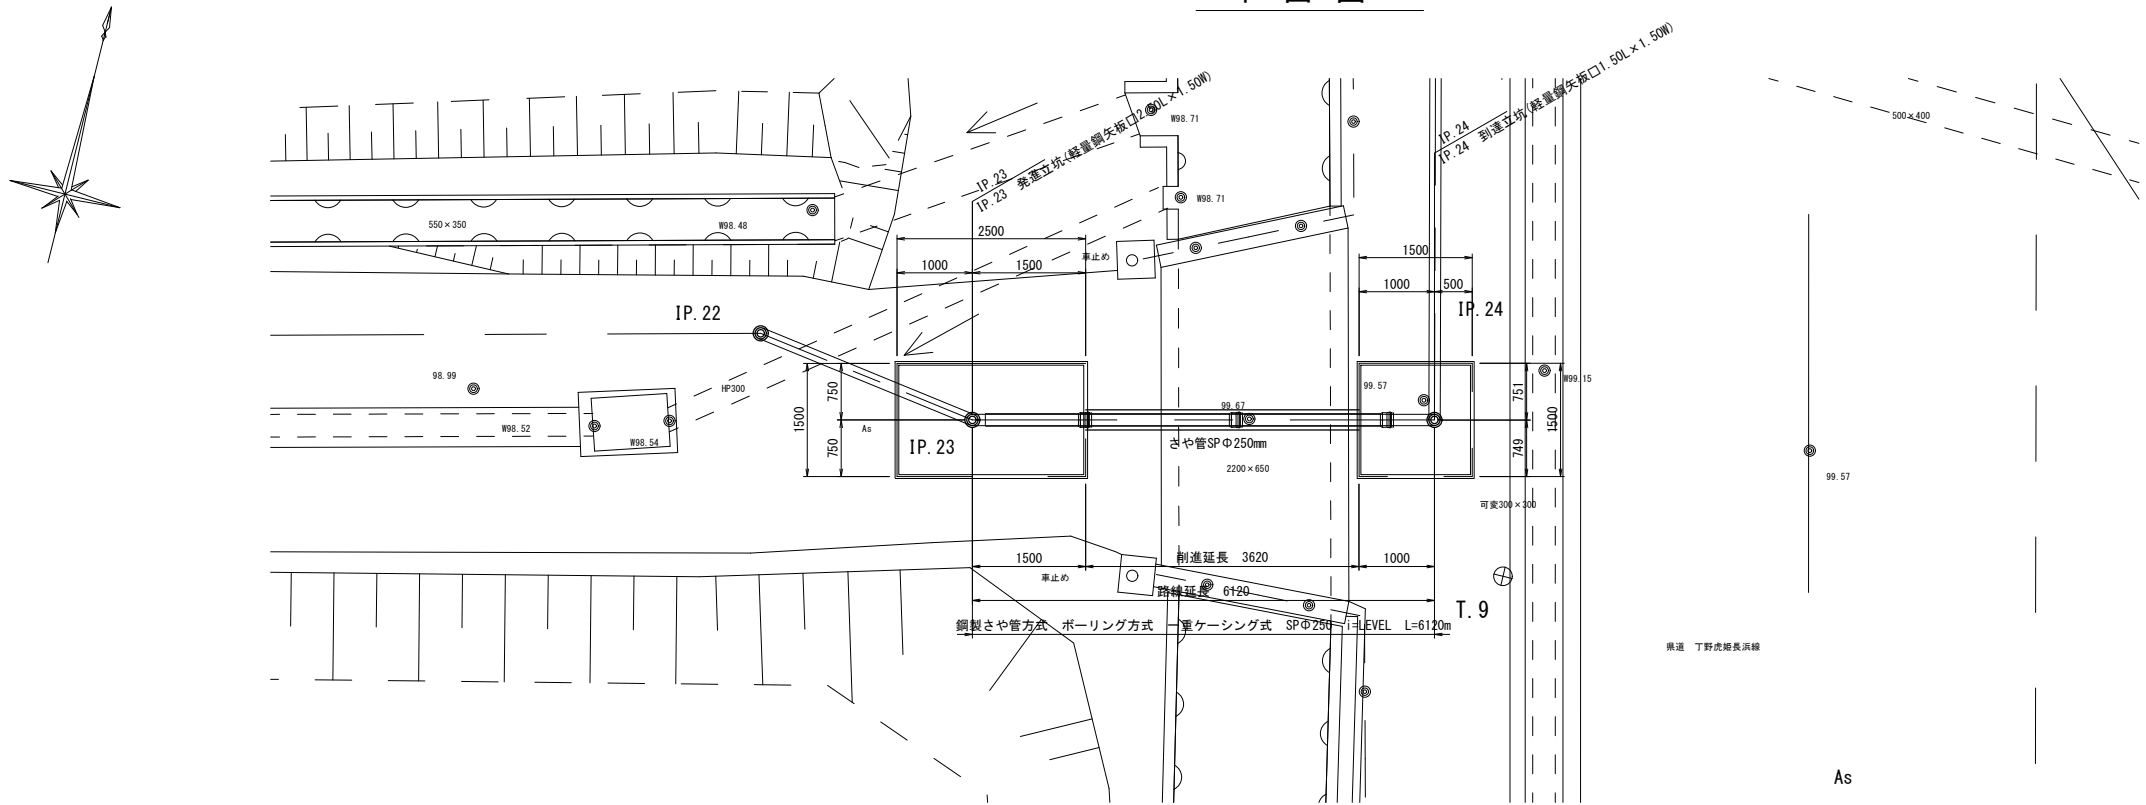 IP.23
IP.23 発進立坑(軽量鋼矢板□2.50L×1.50W)
IP.24
IP.24 到達立坑(軽量鋼矢板□1.50L×1.50W)
W98.71
500×400
W98.71
550×350
W98.48
2500
車止め
1500
1000
1500
1000
500
IP.22
IP.24
98.99
HP300
1500
750
750
99.57
751
749
1500
W99.15
99.67
W98.52
W98.54
As
IP.23
さや管SPΦ250mm
2200×650
99.57
可変300×300
1500
削進延長 3620
1000
車止め
路線延長 6120
T.9
鋼製さや管方式 ボーリング方式 一重ケーシング式 SPΦ250 i=LEVEL L=6120m
県道 丁野虎姫長浜線
As